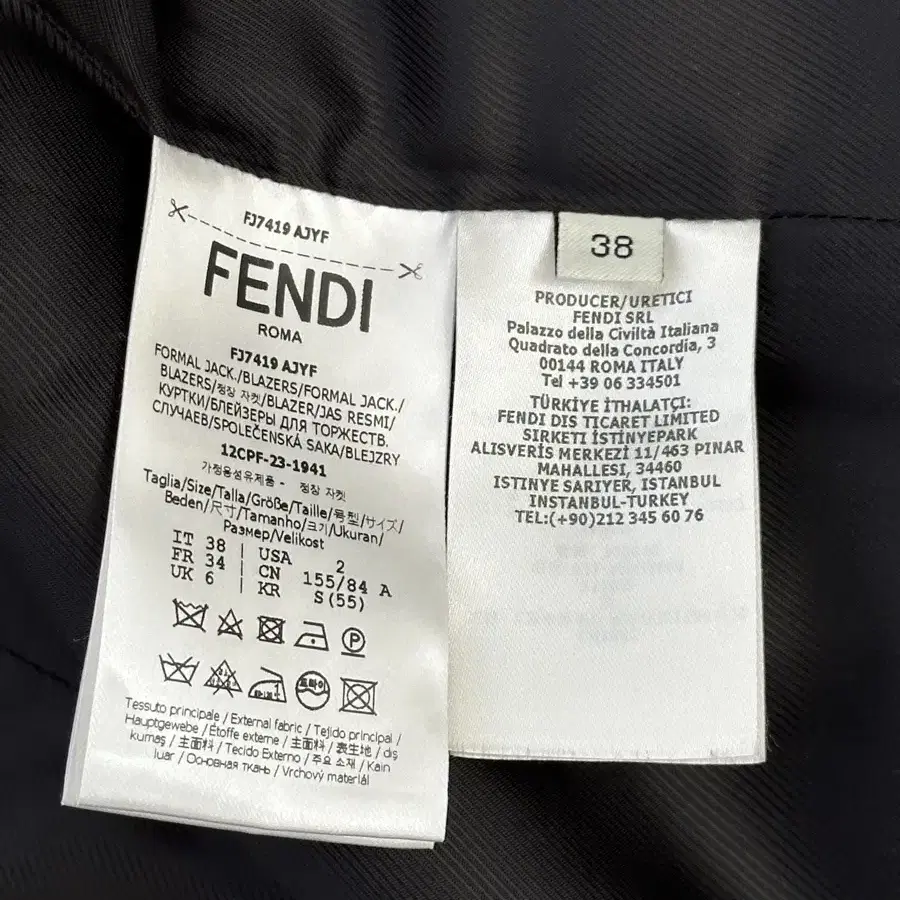 FJ7419 AJYF
FENDI
ROMA
FJ7419 AJYF
FORMAL JACK./BLAZERS/FORMAL JACK./
BLAZERS/정장 자켓/BLAZER/JAS RESMI/
КУРТКИ/БЛЕЙЗЕРЫ ДЛЯ ТОРЖЕСТВ.
СЛУЧАЕВ/SPOLEČENSKÁ SAKA/BLEJZRY
12CPF-23-1941
가정용섬유제품 - 정장 자켓
Taglia/Size/Talla/Größe/Taille/号型/サイズ/
Beden/尺寸/Tamanho/크기/Ukuran/
Размер/Velikost
IT 38 | USA 2
FR 34 | CN 155/84 A
UK 6 | KR S(55)
P
드라이
Tessuto principale / External fabric / Tejido principal /
Hauptgewebe / Étoffe externe / 主面料 / 表生地 / dış
kumaş / 主面料 / Tecido Externo / 주요 소재 / Kain
luar / Основная ткань / Vrchový materiál
38
PRODUCER/URETICI
FENDI SRL
Palazzo della Civiltà Italiana
Quadrato della Concordia, 3
00144 ROMA ITALY
Tel +39 06 334501
TÜRKİYE İTHALATÇI:
FENDI DIS TICARET LIMITED
SIRKETI İSTİNYEPARK
ALISVERİS MERKEZI 11/463 PINAR
MAHALLESI, 34460
ISTINYE SARIYER, ISTANBUL
INSTANBUL-TURKEY
TEL:(+90)212 345 60 76